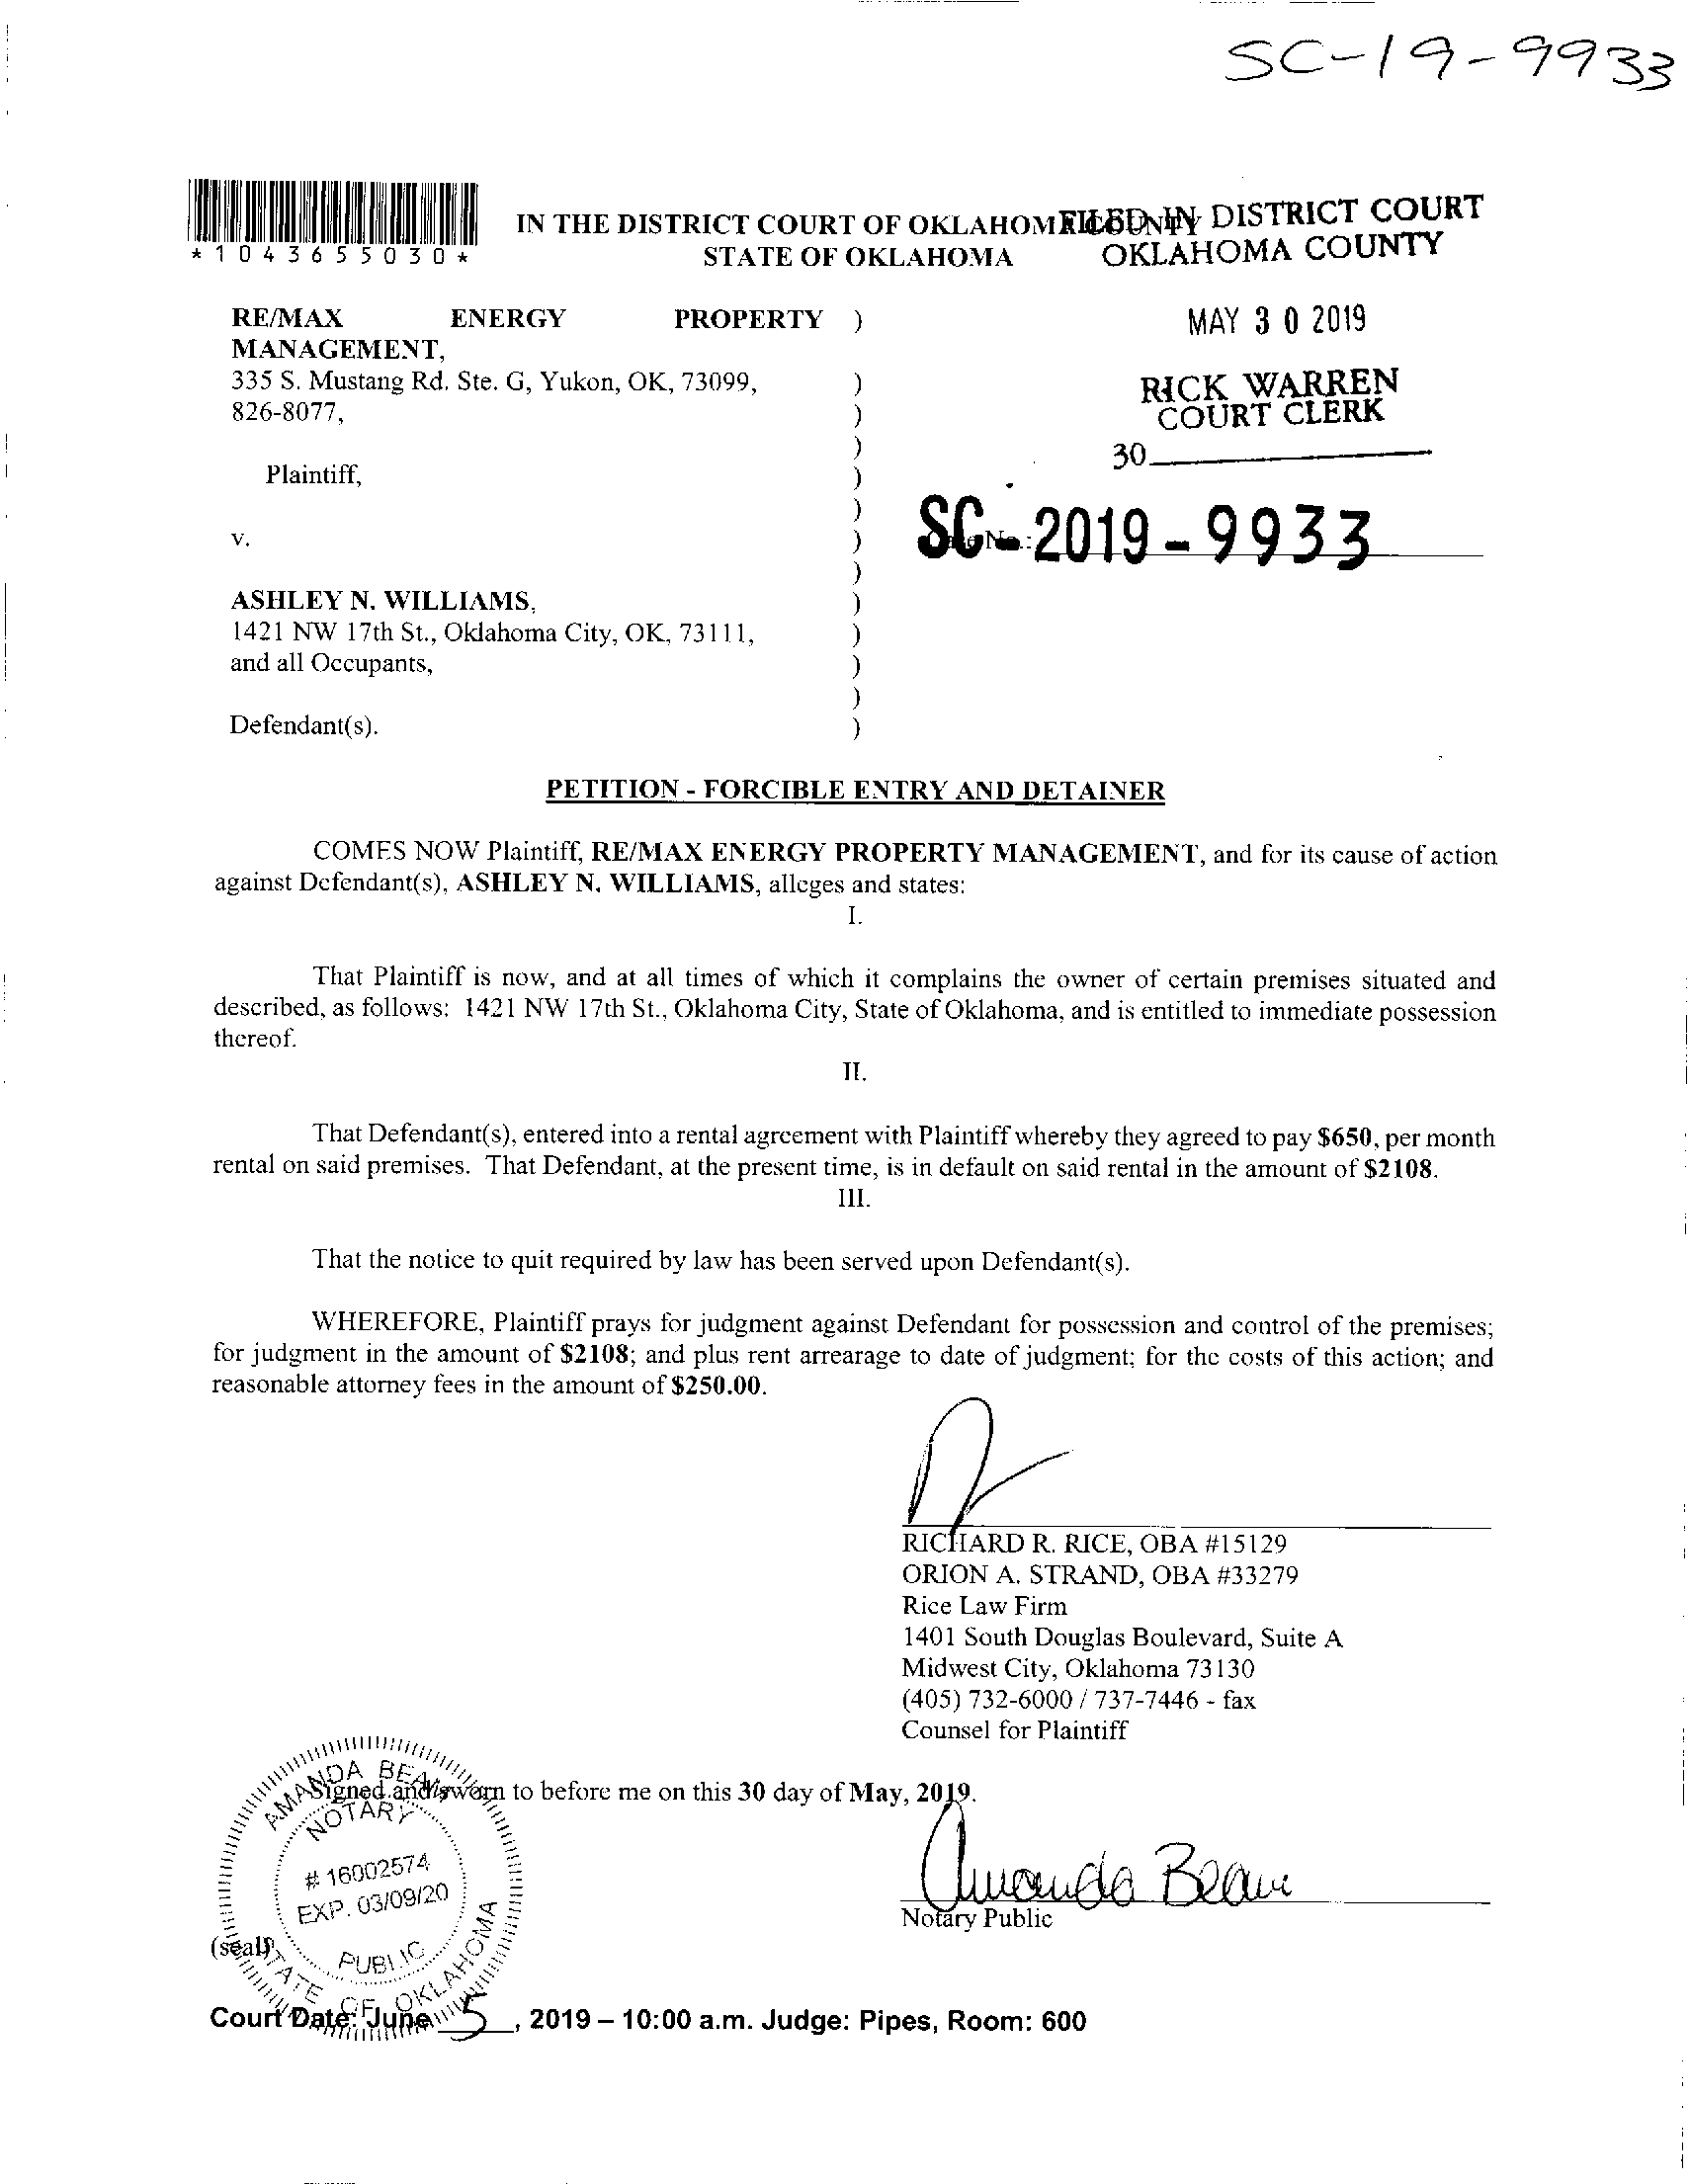 SC-19-9933
*1043655030*
IN THE DISTRICT COURT OF OKLAHOMA COUNTY
STATE OF OKLAHOMA
FILED IN DISTRICT COURT
OKLAHOMA COUNTY
MAY 30 2019
RICK WARREN
COURT CLERK
30
SC-2019-9933
RE/MAX ENERGY PROPERTY )
MANAGEMENT,
335 S. Mustang Rd. Ste. G, Yukon, OK, 73099, )
826-8077, )
)
Plaintiff, )
)
v. )
)
ASHLEY N. WILLIAMS, )
1421 NW 17th St., Oklahoma City, OK, 73111, )
and all Occupants, )
)
Defendant(s). )
PETITION - FORCIBLE ENTRY AND DETAINER
COMES NOW Plaintiff, RE/MAX ENERGY PROPERTY MANAGEMENT, and for its cause of action
against Defendant(s), ASHLEY N. WILLIAMS, alleges and states:
I.
That Plaintiff is now, and at all times of which it complains the owner of certain premises situated and
described, as follows: 1421 NW 17th St., Oklahoma City, State of Oklahoma, and is entitled to immediate possession
thereof.
II.
That Defendant(s), entered into a rental agreement with Plaintiff whereby they agreed to pay $650, per month
rental on said premises. That Defendant, at the present time, is in default on said rental in the amount of $2108.
III.
That the notice to quit required by law has been served upon Defendant(s).
WHEREFORE, Plaintiff prays for judgment against Defendant for possession and control of the premises;
for judgment in the amount of $2108; and plus rent arrearage to date of judgment; for the costs of this action; and
reasonable attorney fees in the amount of $250.00.
RICHARD R. RICE, OBA #15129
ORION A. STRAND, OBA #33279
Rice Law Firm
1401 South Douglas Boulevard, Suite A
Midwest City, Oklahoma 73130
(405) 732-6000 / 737-7446 - fax
Counsel for Plaintiff
Signed and sworn to before me on this 30 day of May, 2019.
Amanda Beam
Notary Public
AMANDA
NOTARY
# 16002574
EXP. 03/09/20
PUBLIC
STATE OF OKLAHOMA
(seal)
Court Date: June 5, 2019 – 10:00 a.m. Judge: Pipes, Room: 600